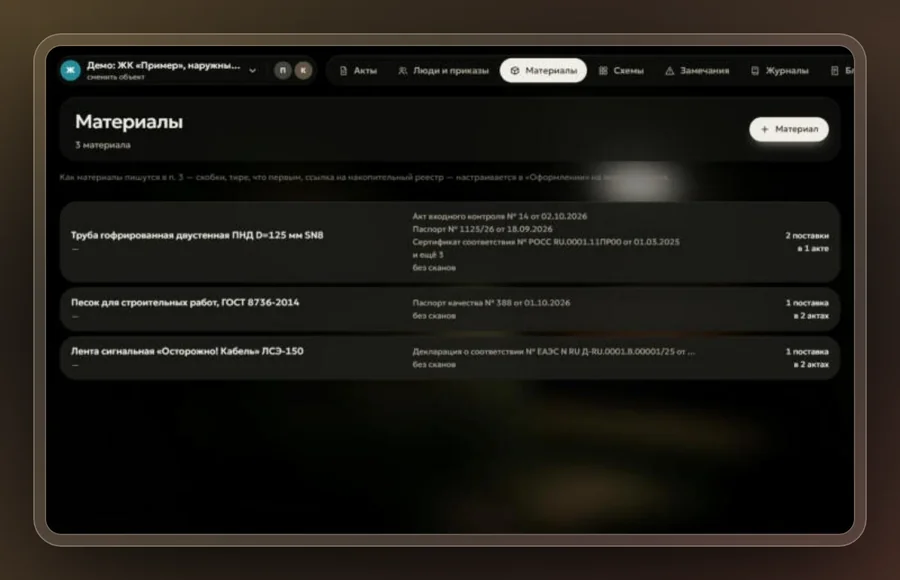 Демо: ЖК «Пример», наружны...
сменить объект
Ж
П
К
Акты
Люди и приказы
Материалы
Схемы
Замечания
Журналы
Материалы
3 материала
+ Материал
Как материалы пишутся в п. 3 — скобки, тире, что первым, ссылка на накопительный реестр — настраивается в «Оформлении» на
Труба гофрированная двустенная ПНД D=125 мм SN8
—
Акт входного контроля № 14 от 02.10.2026
Паспорт № 1125/26 от 18.09.2026
Сертификат соответствия № РОСС RU.0001.11ПР00 от 01.03.2025
и ещё 3
без сканов
2 поставки
в 1 акте
Песок для строительных работ, ГОСТ 8736-2014
—
Паспорт качества № 388 от 01.10.2026
без сканов
1 поставка
в 2 актах
Лента сигнальная «Осторожно! Кабель» ЛСЭ-150
—
Декларация о соответствии № ЕАЭС N RU Д-RU.0001.В.00001/25 от ...
без сканов
1 поставка
в 2 актах